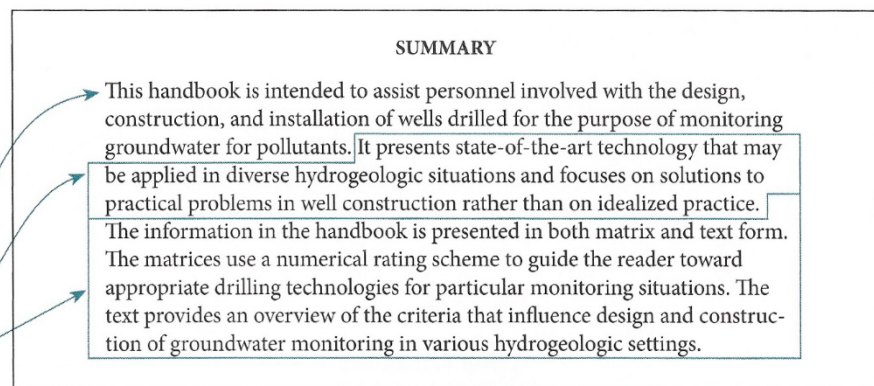 SUMMARY
This handbook is intended to assist personnel involved with the design,
construction, and installation of wells drilled for the purpose of monitoring
groundwater for pollutants. It presents state-of-the-art technology that may
be applied in diverse hydrogeologic situations and focuses on solutions to
practical problems in well construction rather than on idealized practice.
The information in the handbook is presented in both matrix and text form.
The matrices use a numerical rating scheme to guide the reader toward
appropriate drilling technologies for particular monitoring situations. The
text provides an overview of the criteria that influence design and construc-
tion of groundwater monitoring in various hydrogeologic settings.